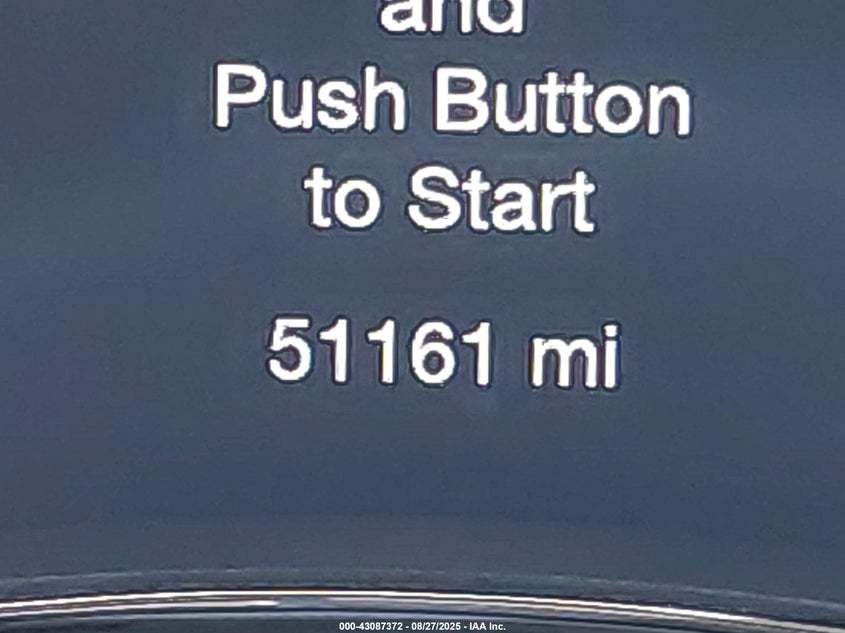 and
Push Button
to Start
51161 mi
000-43087372 - 08/27/2025 - IAA Inc.